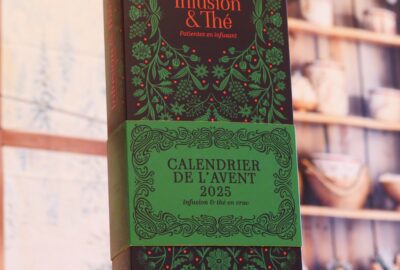 Infusion
& Thé
Patientez en infusant
CALENDRIER
DE L'AVENT
2025
Infusion & thé en vrac